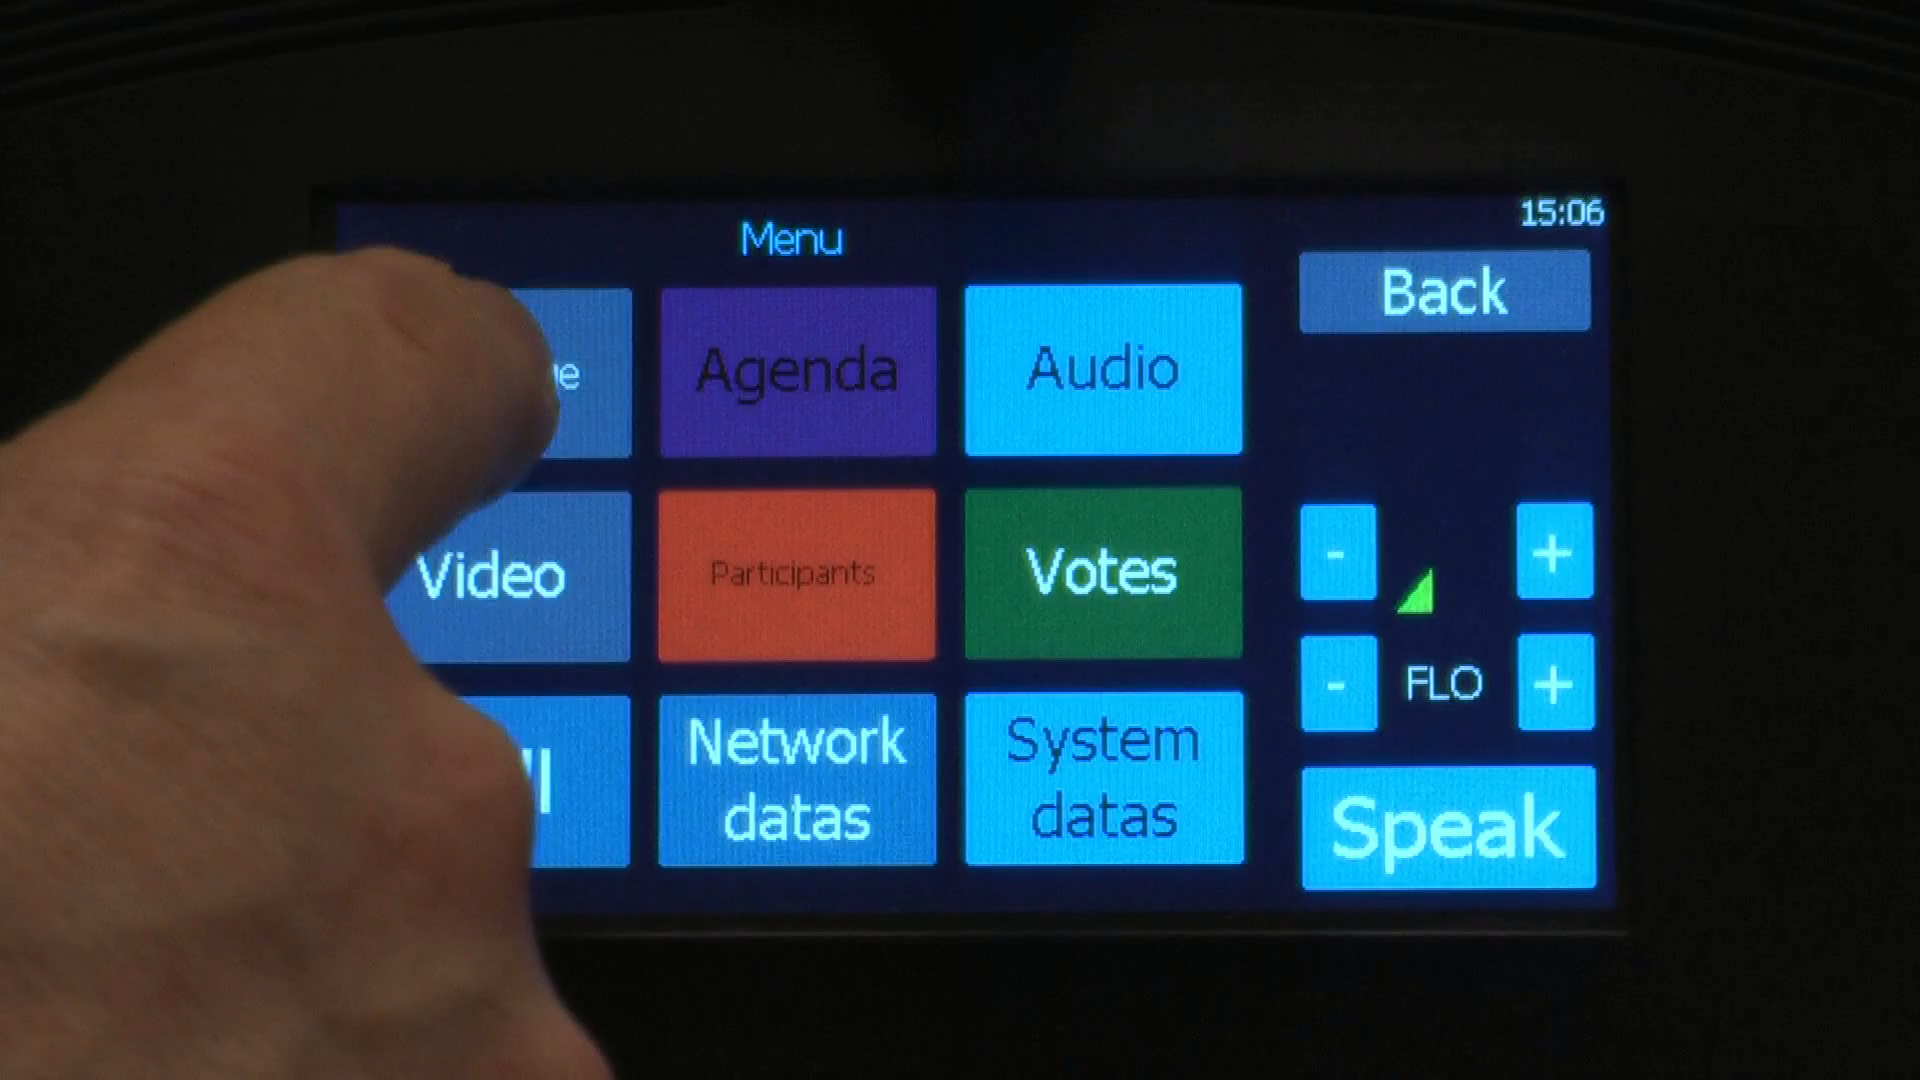 15:06
Menu
Back
Agenda
Audio
Video
Participants
Votes
- +
- FLO +
Network
datas
System
datas
Speak